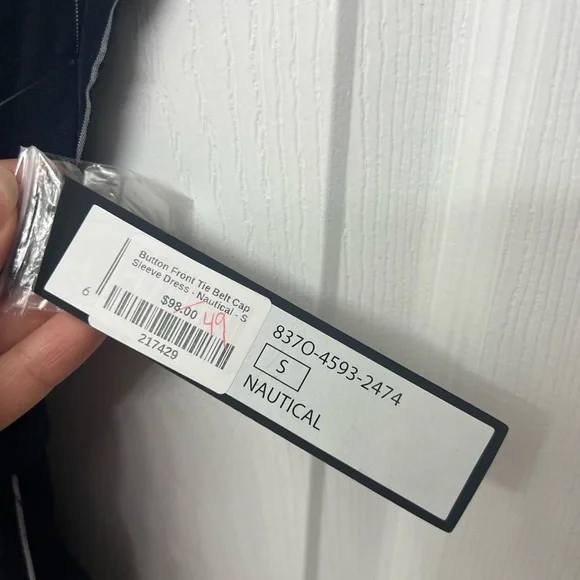 Button Front Tie Belt Cap
Sleeve Dress - Nautical - S
$98.00
49
217429
6
8370-4593-2474
S
NAUTICAL